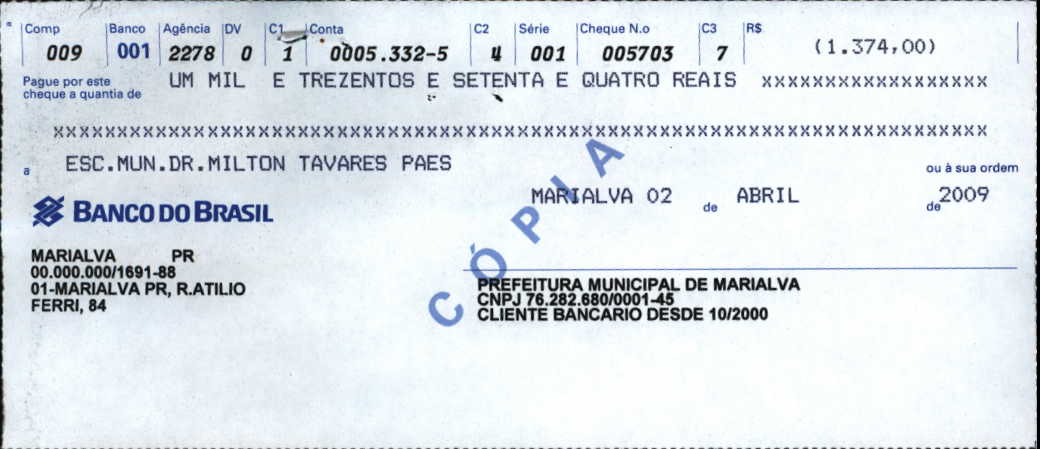 Comp Banco Agência DV C1 Conta C2 Série Cheque N.o C3 R$
009 001 2278 0 1 0005.332-5 4 001 005703 7 (1.374,00)
Pague por este cheque a quantia de UM MIL E TREZENTOS E SETENTA E QUATRO REAIS XXXXXXXXXXXXXXXXXX
XXXXXXXXXXXXXXXXXXXXXXXXXXXXXXXXXXXXXXXXXXXXXXXXXXXXXXXXXXXXXXXXXXXXXXXX
a ESC.MUN.DR.MILTON TAVARES PAES ou à sua ordem
MARIALVA 02 de ABRIL de 2009
BANCO DO BRASIL
CÓPIA
MARIALVA PR
00.000.000/1691-88
01-MARIALVA PR, R.ATILIO
FERRI, 84
PREFEITURA MUNICIPAL DE MARIALVA
CNPJ 76.282.680/0001-45
CLIENTE BANCARIO DESDE 10/2000